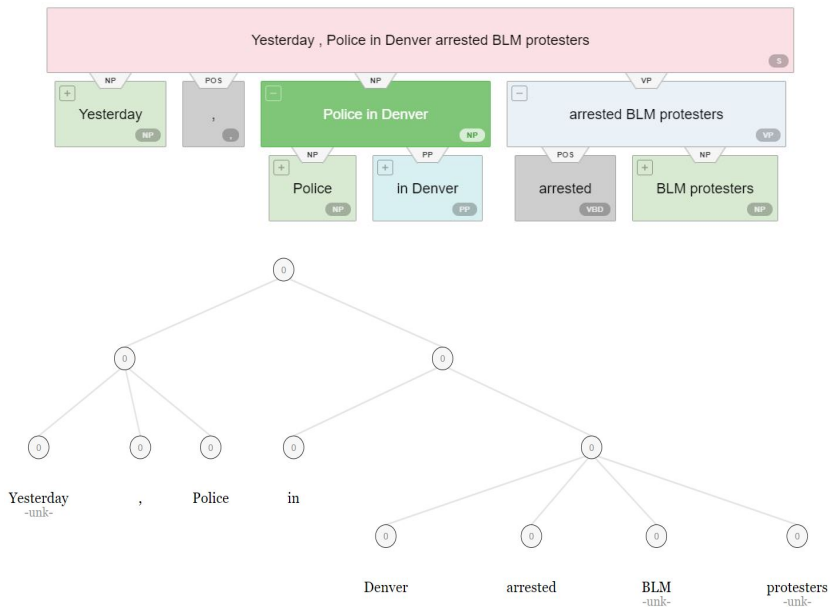 Yesterday , Police in Denver arrested BLM protesters
S
NP POS NP VP
Yesterday , Police in Denver arrested BLM protesters
NP , NP VP
NP PP POS NP
Police in Denver arrested BLM protesters
NP PP VBD NP
0
0 0
0 0 0 0 0
Yesterday , Police in
-unk-
0 0 0 0
Denver arrested BLM protesters
-unk- -unk-